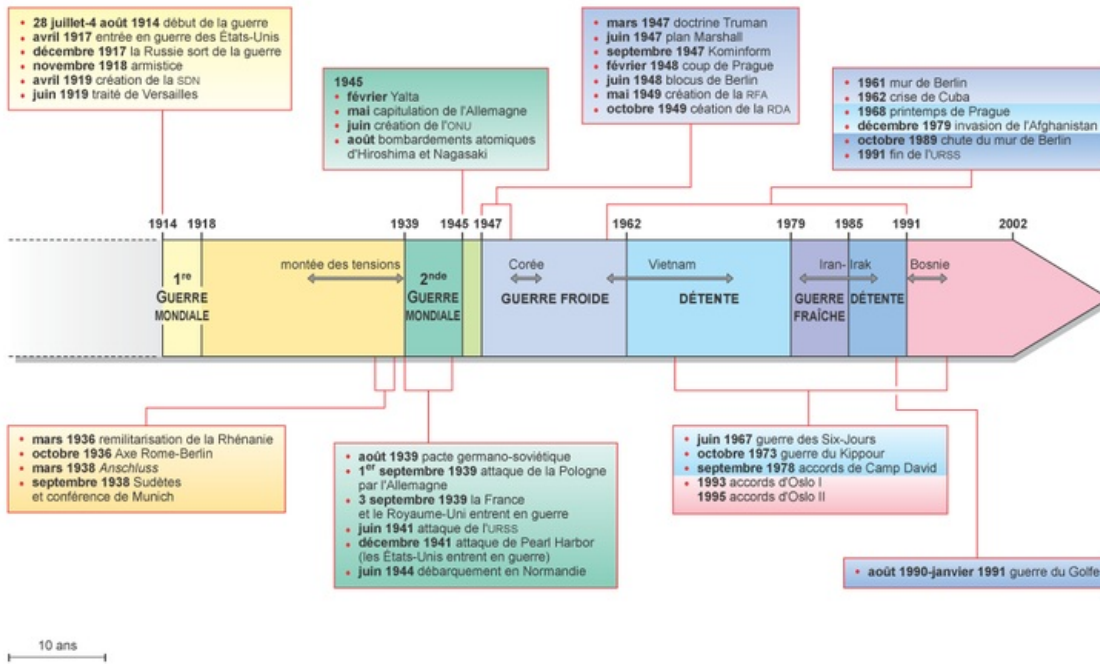 • 28 juillet-4 août 1914 début de la guerre
• avril 1917 entrée en guerre des États-Unis
• décembre 1917 la Russie sort de la guerre
• novembre 1918 armistice
• avril 1919 création de la SDN
• juin 1919 traité de Versailles
1945
• février Yalta
• mai capitulation de l'Allemagne
• juin création de l'ONU
• août bombardements atomiques
d'Hiroshima et Nagasaki
• mars 1947 doctrine Truman
• juin 1947 plan Marshall
• septembre 1947 Kominform
• février 1948 coup de Prague
• juin 1948 blocus de Berlin
• mai 1949 création de la RFA
• octobre 1949 céation de la RDA
• 1961 mur de Berlin
• 1962 crise de Cuba
• 1968 printemps de Prague
• décembre 1979 invasion de l'Afghanistan
• octobre 1989 chute du mur de Berlin
• 1991 fin de l'URSS
1914 1918 1939 1945 1947 1962 1979 1985 1991 2002
montée des tensions
Corée
Vietnam
Iran-Irak
Bosnie
1re
GUERRE
MONDIALE
2nde
GUERRE
MONDIALE
GUERRE FROIDE
DÉTENTE
GUERRE
FRAÎCHE
DÉTENTE
• mars 1936 remilitarisation de la Rhénanie
• octobre 1936 Axe Rome-Berlin
• mars 1938 Anschluss
• septembre 1938 Sudètes
et conférence de Munich
• août 1939 pacte germano-soviétique
• 1er septembre 1939 attaque de la Pologne
par l'Allemagne
• 3 septembre 1939 la France
et le Royaume-Uni entrent en guerre
• juin 1941 attaque de l'URSS
• décembre 1941 attaque de Pearl Harbor
(les États-Unis entrent en guerre)
• juin 1944 débarquement en Normandie
• juin 1967 guerre des Six-Jours
• octobre 1973 guerre du Kippour
• septembre 1978 accords de Camp David
• 1993 accords d'Oslo I
1995 accords d'Oslo II
• août 1990-janvier 1991 guerre du Golfe
10 ans